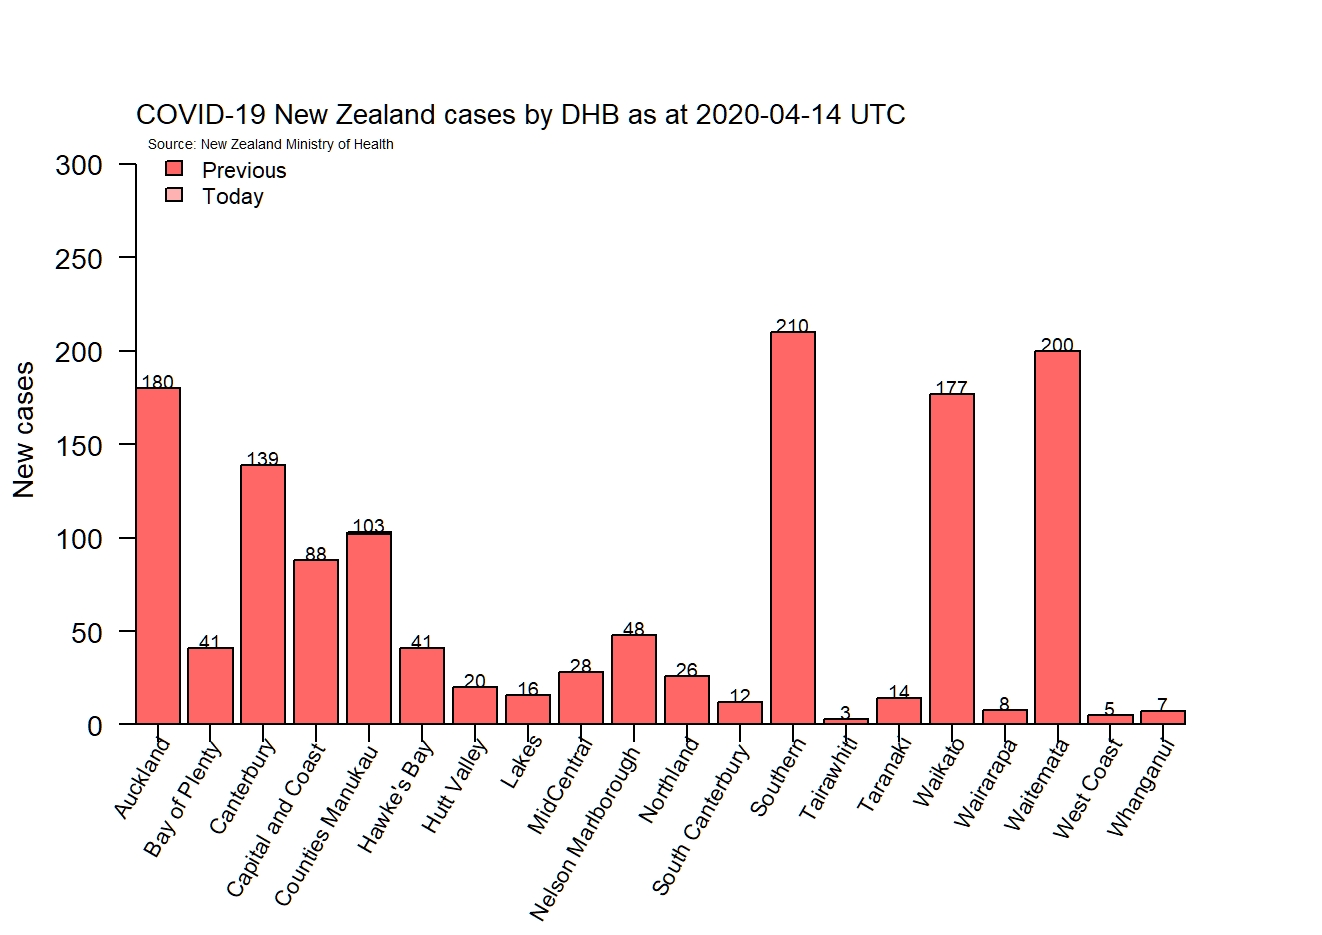 COVID-19 New Zealand cases by DHB as at 2020-04-14 UTC
Source: New Zealand Ministry of Health
Previous
Today
New cases
300
250
200
150
100
50
0
180
41
139
88
103
41
20
16
28
48
26
12
210
3
14
177
8
200
5
7
Auckland
Bay of Plenty
Canterbury
Capital and Coast
Counties Manukau
Hawke's Bay
Hutt Valley
Lakes
MidCentral
Nelson Marlborough
Northland
South Canterbury
Southern
Tairawhiti
Taranaki
Waikato
Wairarapa
Waitemata
West Coast
Whanganui